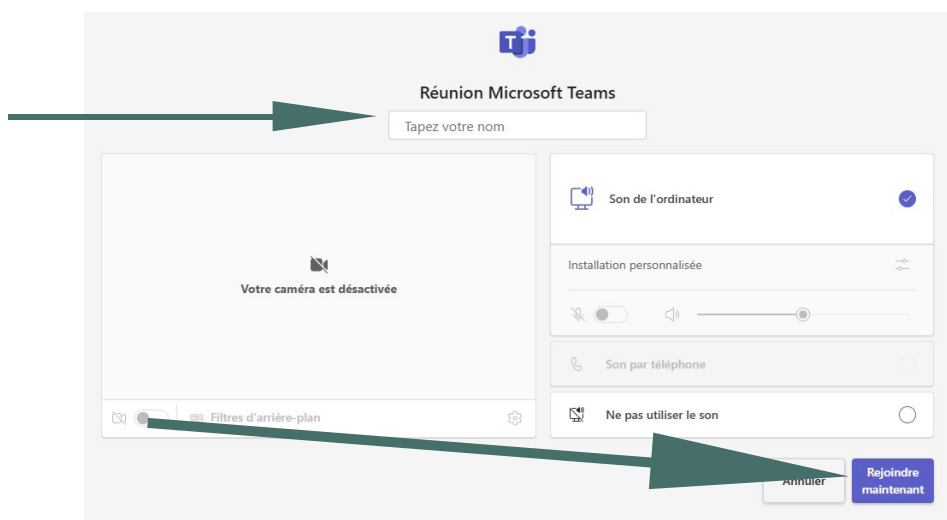 Réunion Microsoft Teams
Tapez votre nom
Son de l'ordinateur
Installation personnalisée
Votre caméra est désactivée
Son par téléphone
Filtres d'arrière-plan
Ne pas utiliser le son
Annuler
Rejoindre
maintenant